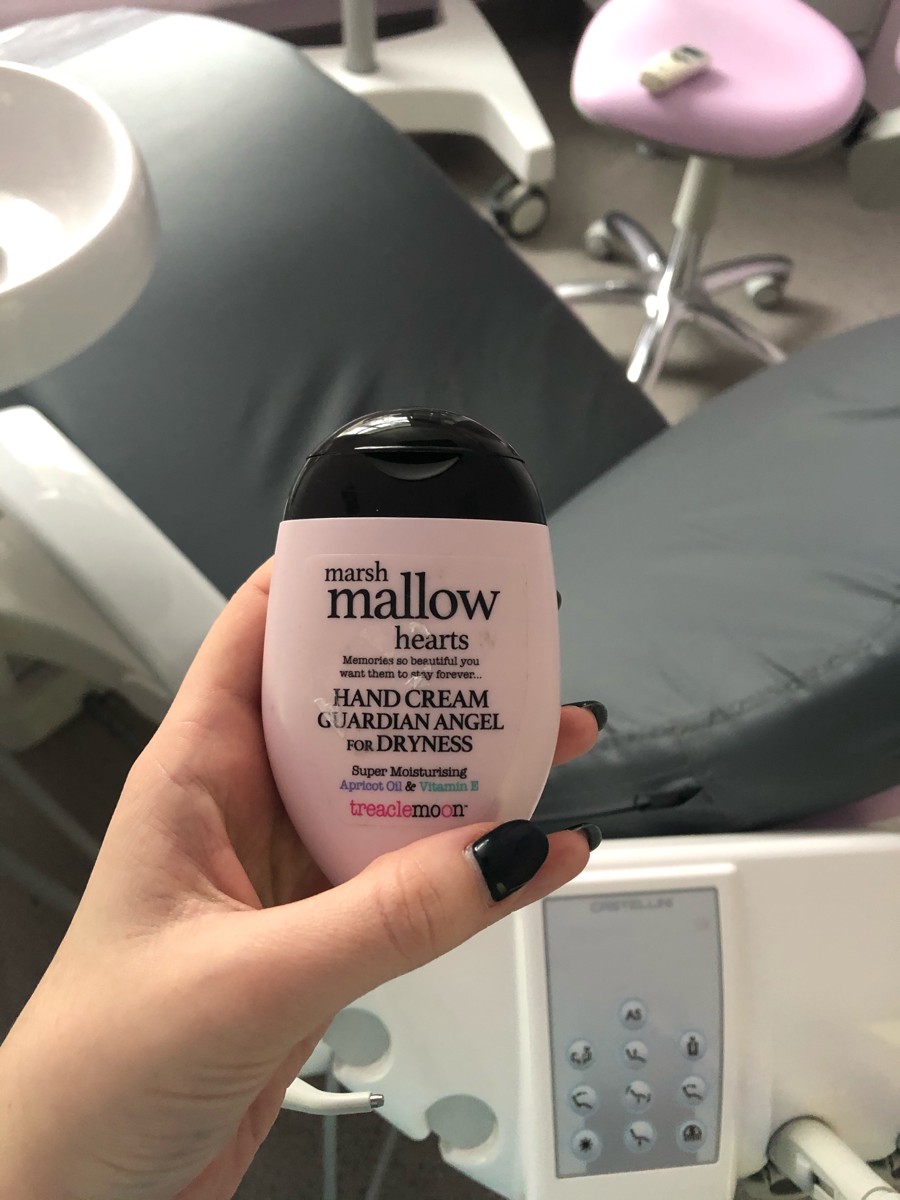 marsh
mallow
hearts
Memories so beautiful you
want them to stay forever...
HAND CREAM
GUARDIAN ANGEL
FOR DRYNESS
Super Moisturising
Apricot Oil & Vitamin E
treaclemoon™
CASTELLINI
AS